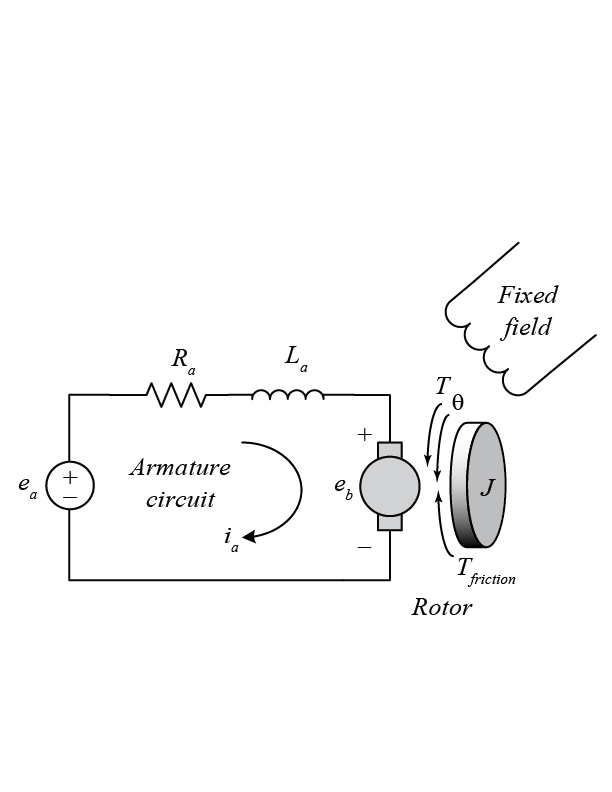 Fixed
field
R_a
L_a
T
θ
+
e_a
+
−
Armature
circuit
e_b
J
i_a
−
T_friction
Rotor